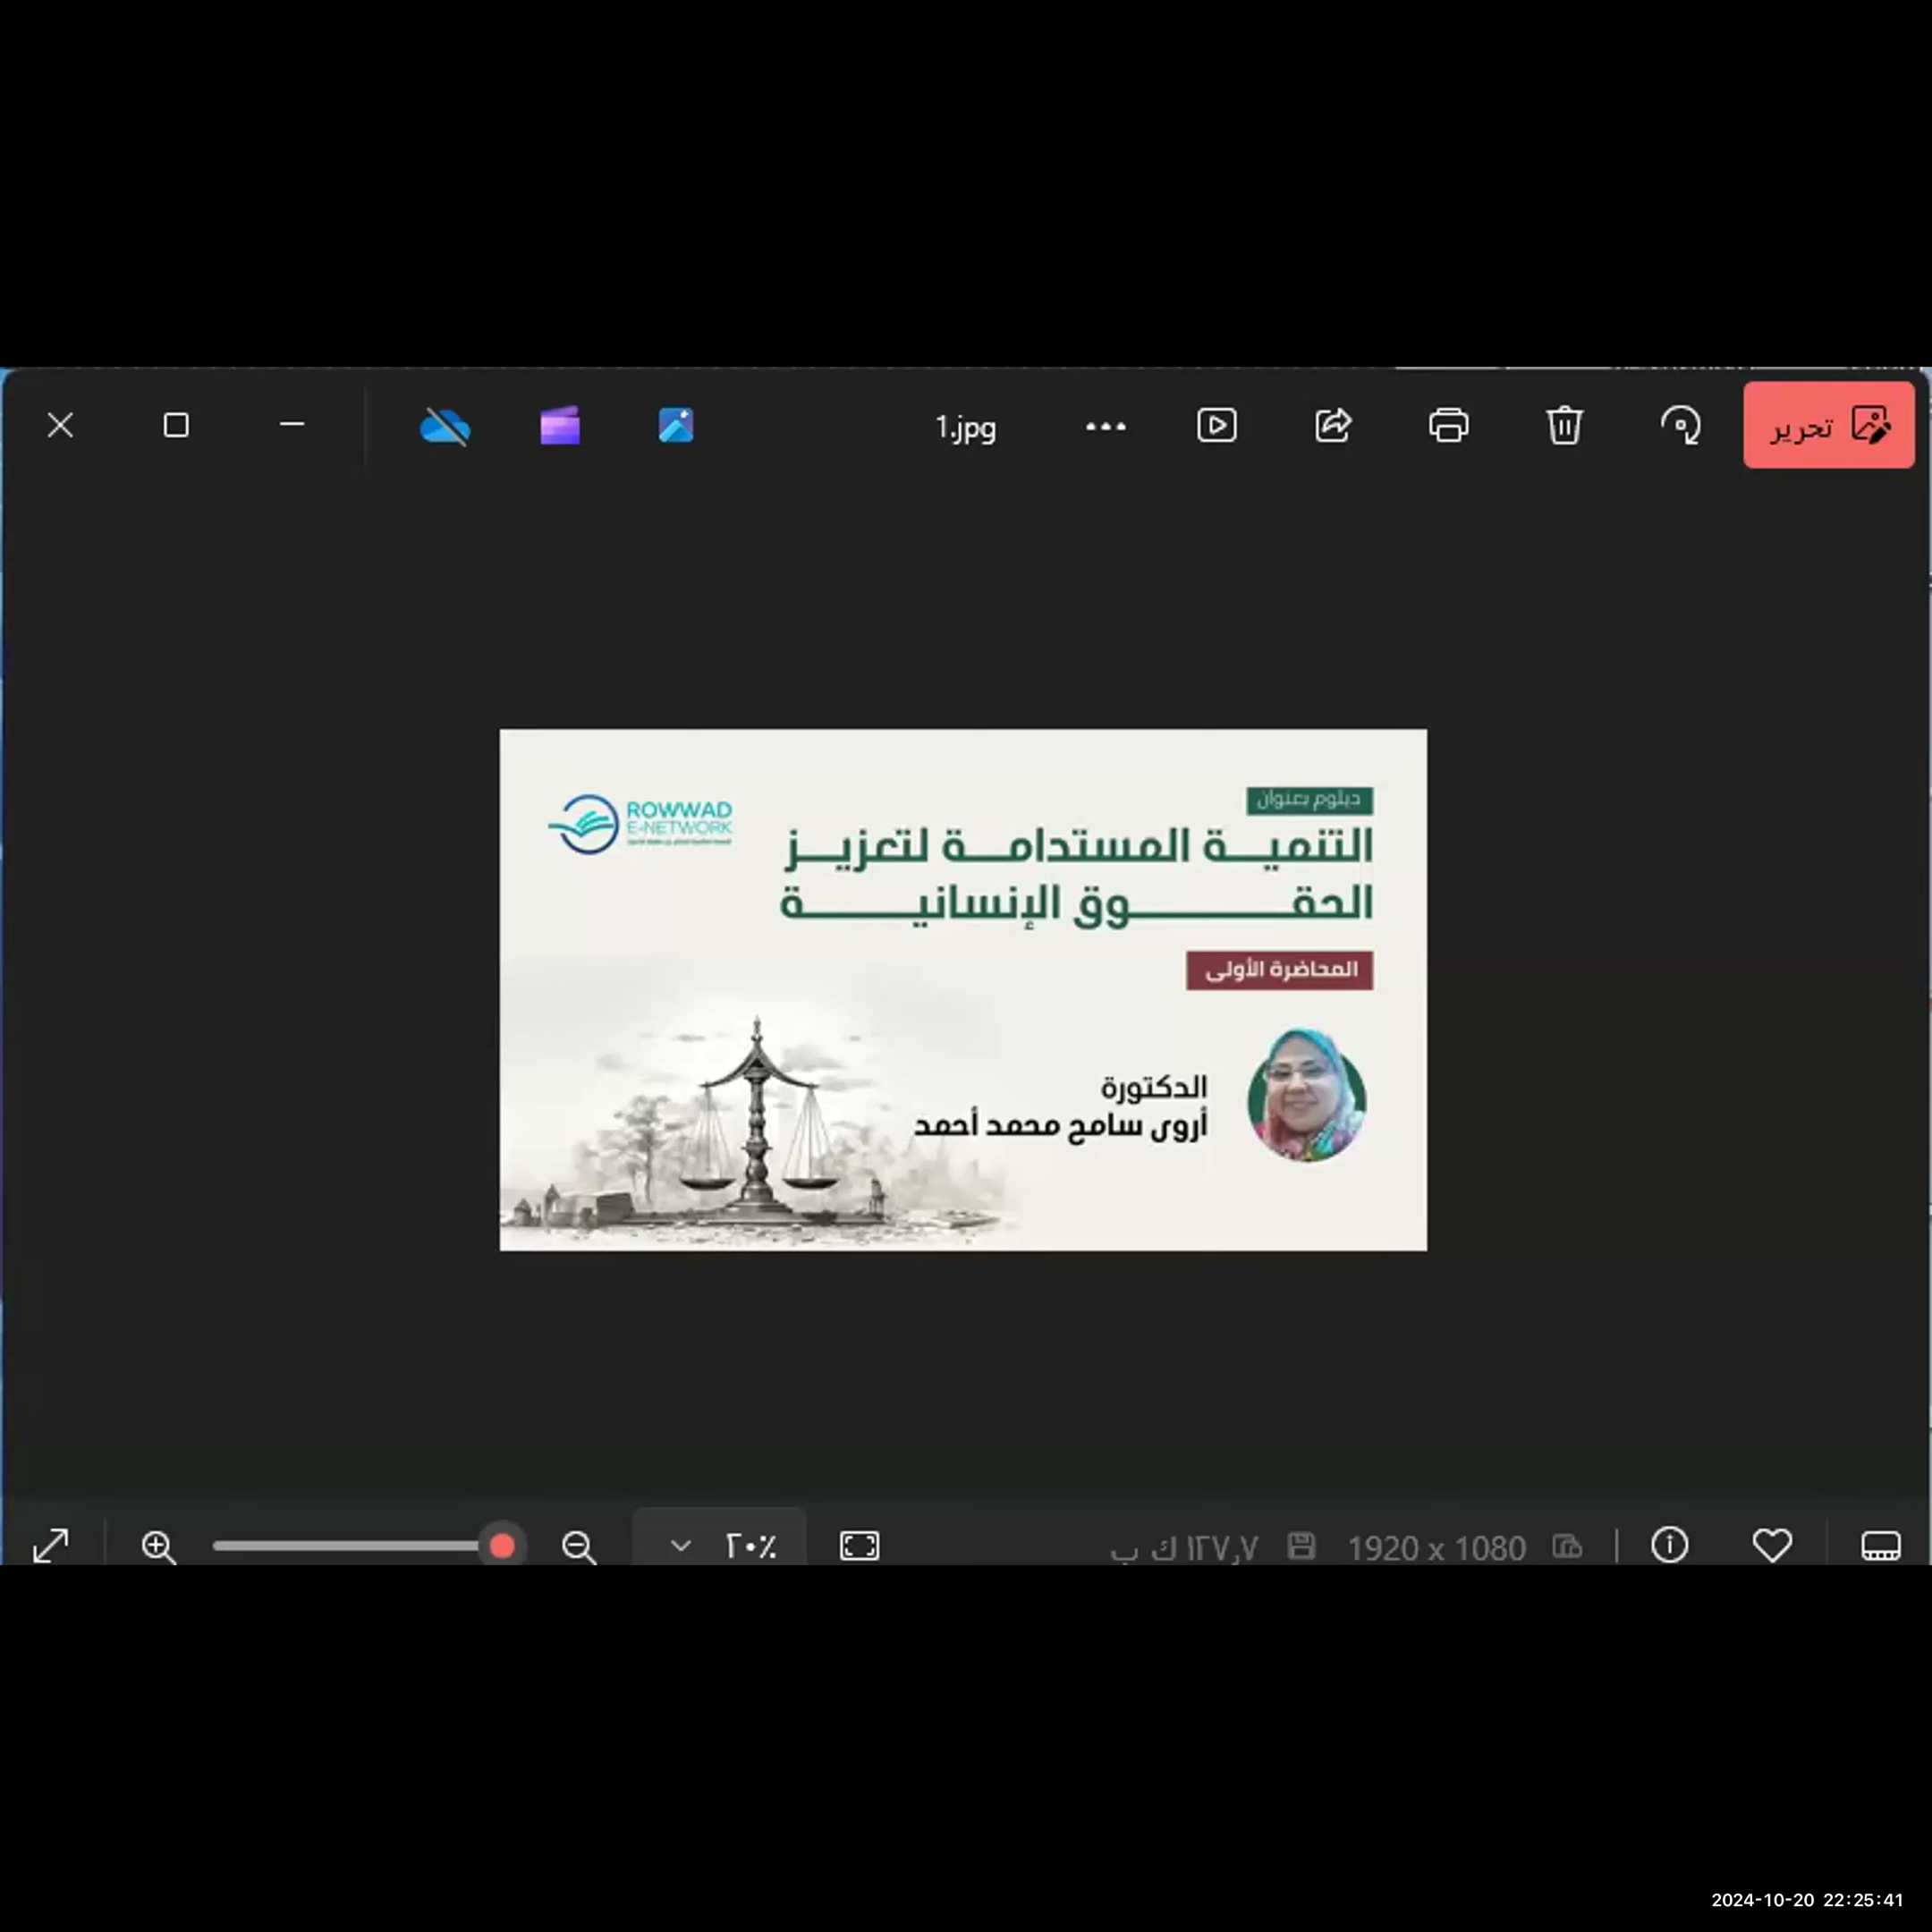 1.jpg
تحرير
ROWWAD
E-NETWORK
دبلوم بعنوان
التنميـــة المستدامـــة لتعزيـــز
الحقـــــوق الإنسانيـــــة
المحاضرة الأولى
الدكتورة
أروى سامح محمد أحمد
٪٢٠
١٢٧٫٧ ك ب
1920 x 1080
2024-10-20 22:25:41